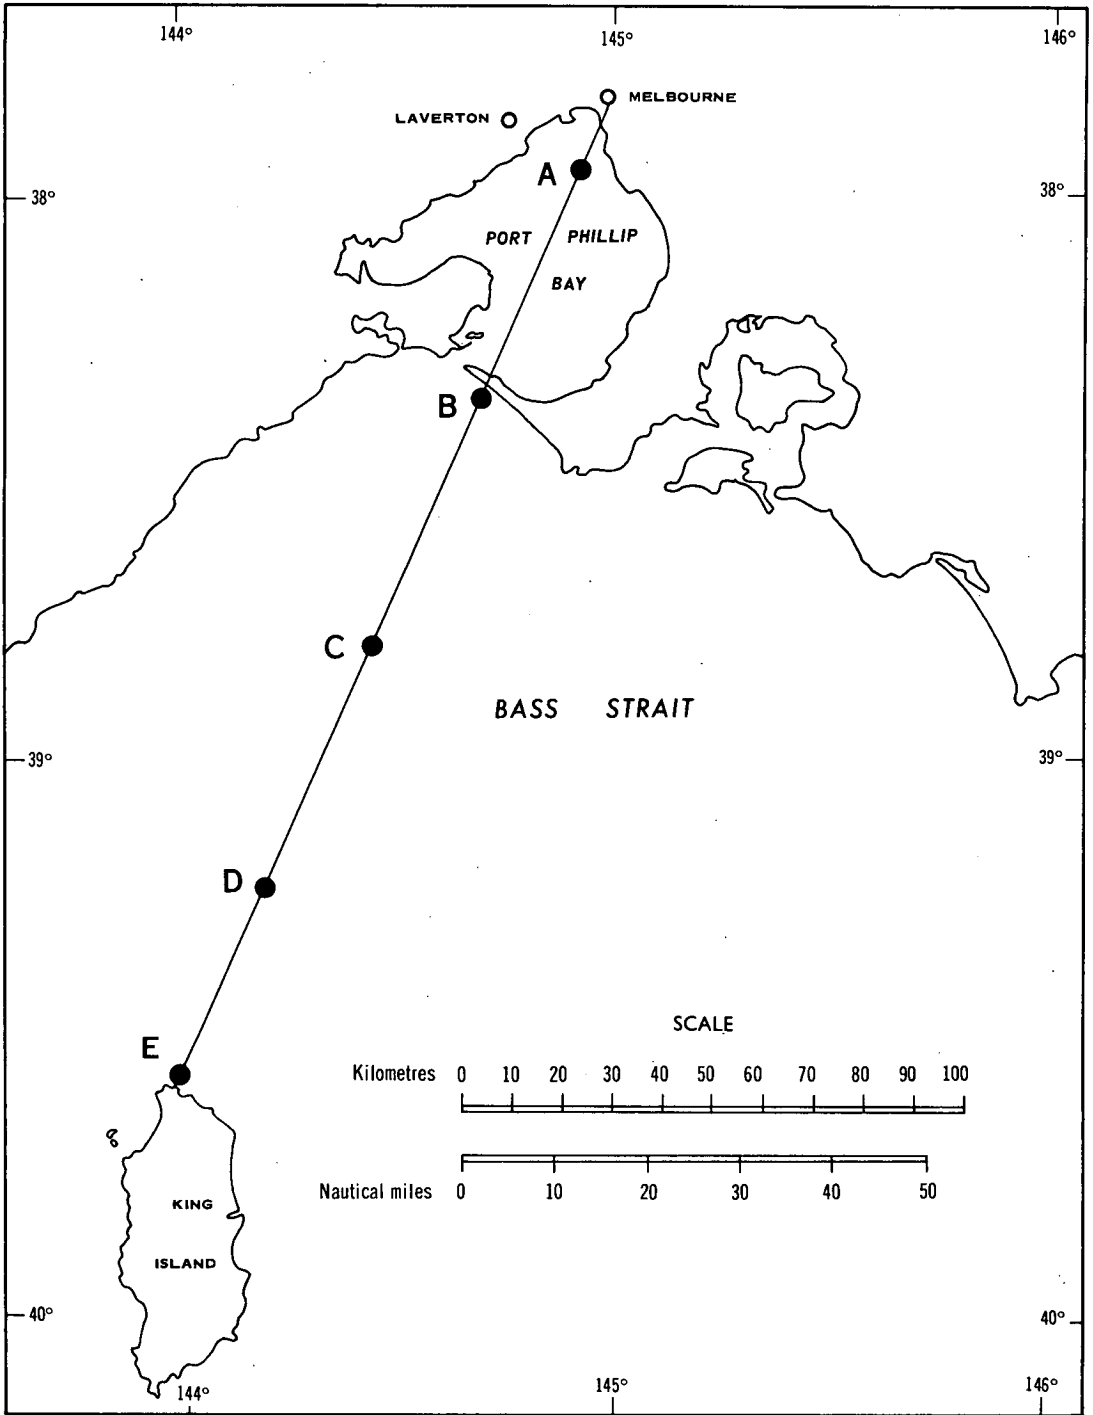 144°
145°
146°
MELBOURNE
LAVERTON
A
38°
38°
PORT PHILLIP
BAY
B
C
BASS STRAIT
39°
39°
D
SCALE
E
Kilometres 0 10 20 30 40 50 60 70 80 90 100
Nautical miles 0 10 20 30 40 50
KING
ISLAND
40°
40°
144°
145°
146°